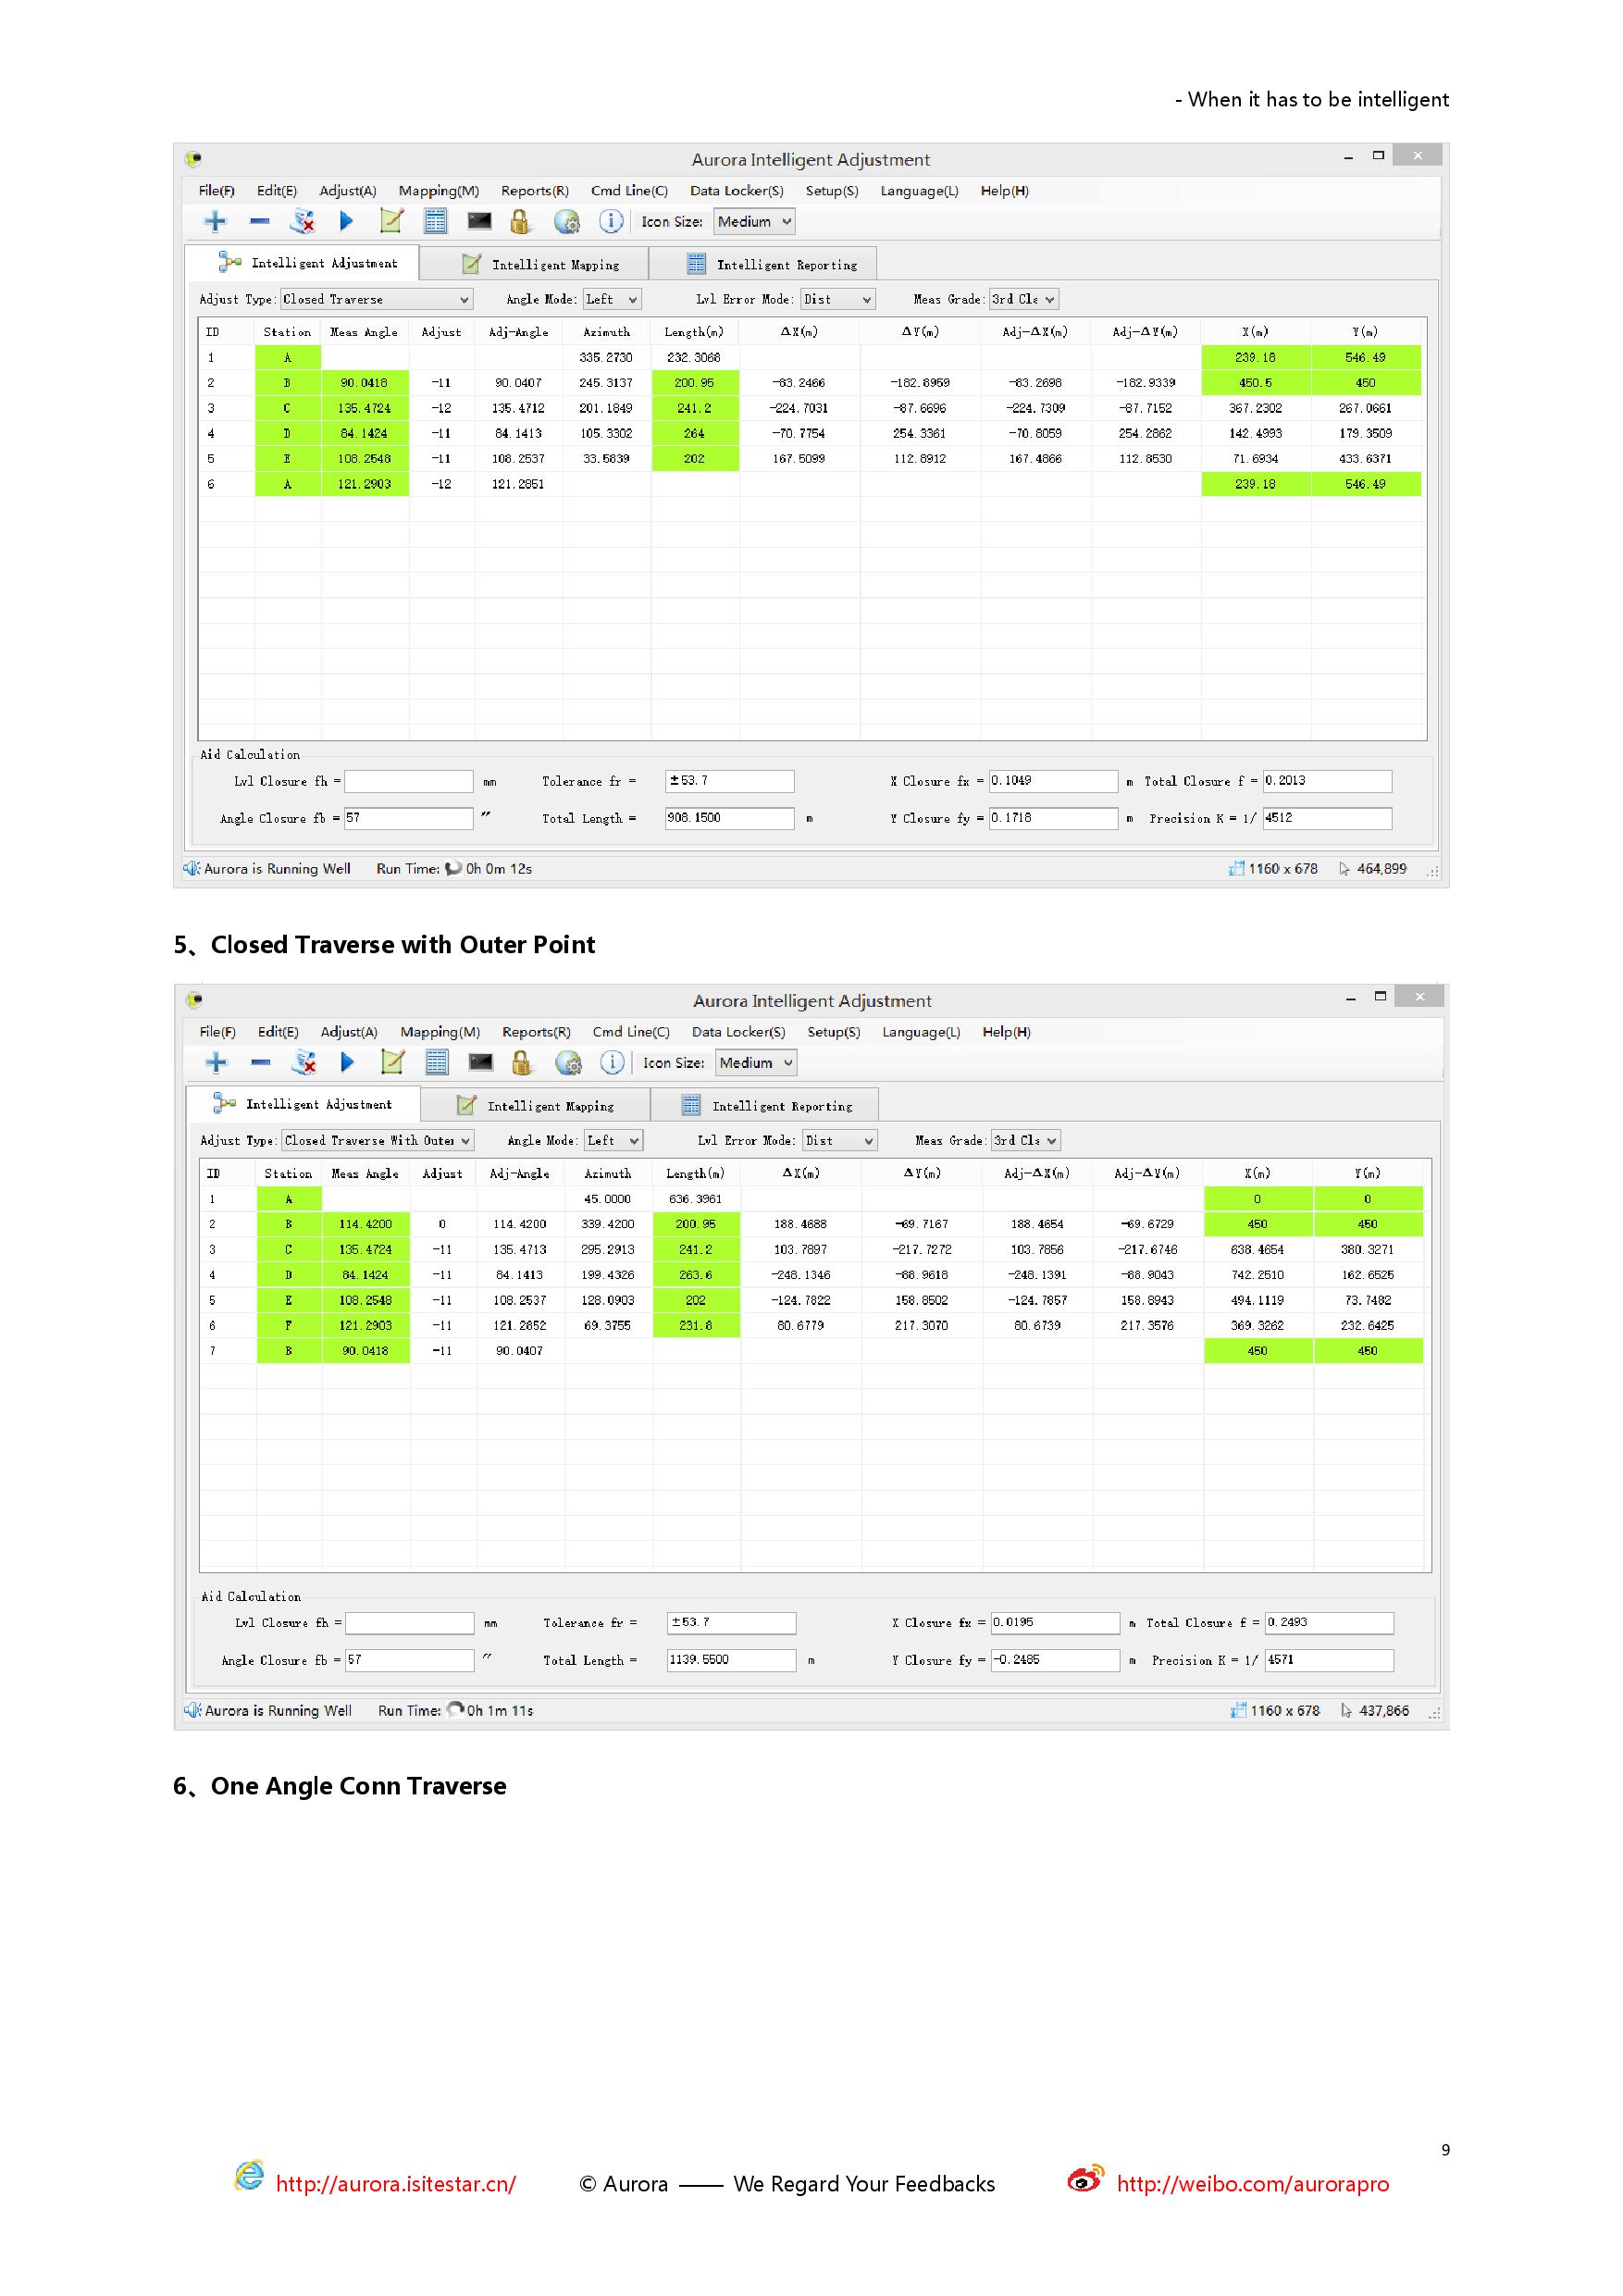 - When it has to be intelligent
Aurora Intelligent Adjustment
File(F) Edit(E) Adjust(A) Mapping(M) Reports(R) Cmd Line(C) Data Locker(S) Setup(S) Language(L) Help(H)
Icon Size: Medium
Intelligent Adjustment Intelligent Mapping Intelligent Reporting
Adjust Type: Closed Traverse Angle Mode: Left Lvl Error Mode: Dist Meas Grade: 3rd Cla
ID Station Meas Angle Adjust Adj-Angle Azimuth Length(m) ΔX(m) ΔY(m) Adj-ΔX(m) Adj-ΔY(m) X(m) Y(m)
1 A 335.2730 232.3068 239.18 546.49
2 B 90.0418 -11 90.0407 245.3137 200.95 -83.2466 -182.8959 -83.2698 -182.9339 450.5 450
3 C 135.4724 -12 135.4712 201.1849 241.2 -224.7031 -87.6696 -224.7309 -87.7152 367.2302 267.0661
4 D 84.1424 -11 84.1413 105.3302 264 -70.7754 254.3361 -70.8059 254.2862 142.4993 179.3509
5 E 108.2548 -11 108.2537 33.5839 202 167.5099 112.8912 167.4866 112.8530 71.6934 433.6371
6 A 121.2903 -12 121.2851 239.18 546.49
Aid Calculation
Lvl Closure fh = mm Tolerance fr = ±53.7 X Closure fx = 0.1049 m Total Closure f = 0.2013
Angle Closure fb = 57 ″ Total Length = 908.1500 m Y Closure fy = 0.1718 m Precision K = 1/ 4512
Aurora is Running Well Run Time: 0h 0m 12s 1160 x 678 464,899
5、Closed Traverse with Outer Point
Aurora Intelligent Adjustment
File(F) Edit(E) Adjust(A) Mapping(M) Reports(R) Cmd Line(C) Data Locker(S) Setup(S) Language(L) Help(H)
Icon Size: Medium
Intelligent Adjustment Intelligent Mapping Intelligent Reporting
Adjust Type: Closed Traverse With Outer Angle Mode: Left Lvl Error Mode: Dist Meas Grade: 3rd Cla
ID Station Meas Angle Adjust Adj-Angle Azimuth Length(m) ΔX(m) ΔY(m) Adj-ΔX(m) Adj-ΔY(m) X(m) Y(m)
1 A 45.0000 636.3961 0 0
2 B 114.4200 0 114.4200 339.4200 200.95 188.4688 -69.7167 188.4654 -69.6729 450 450
3 C 135.4724 -11 135.4713 295.2913 241.2 103.7897 -217.7272 103.7856 -217.6746 638.4654 380.3271
4 D 84.1424 -11 84.1413 199.4326 263.6 -248.1346 -88.9618 -248.1391 -88.9043 742.2510 162.6525
5 E 108.2548 -11 108.2537 128.0903 202 -124.7822 158.8502 -124.7857 158.8943 494.1119 73.7482
6 F 121.2903 -11 121.2852 69.3755 231.8 80.6779 217.3070 80.6739 217.3576 369.3262 232.6425
7 B 90.0418 -11 90.0407 450 450
Aid Calculation
Lvl Closure fh = mm Tolerance fr = ±53.7 X Closure fx = 0.0195 m Total Closure f = 0.2493
Angle Closure fb = 57 ″ Total Length = 1139.5500 m Y Closure fy = -0.2485 m Precision K = 1/ 4571
Aurora is Running Well Run Time: 0h 1m 11s 1160 x 678 437,866
6、One Angle Conn Traverse
9
http://aurora.isitestar.cn/ © Aurora —— We Regard Your Feedbacks http://weibo.com/aurorapro